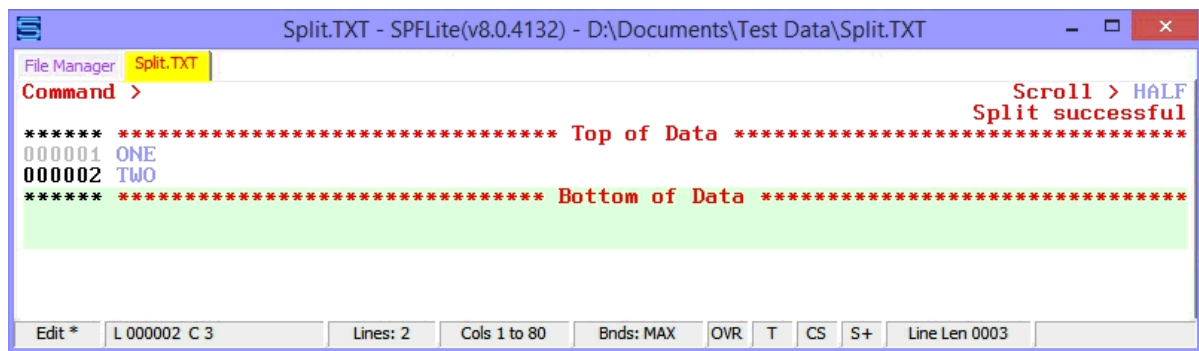 Split.TXT - SPFLite(v8.0.4132) - D:\Documents\Test Data\Split.TXT
File Manager Split.TXT
Command > Scroll > HALF
Split successful
****** ********************************* Top of Data **********************************
000001 ONE
000002 TWO
****** ******************************** Bottom of Data ********************************
Edit * L 000002 C 3 Lines: 2 Cols 1 to 80 Bnds: MAX OVR T CS S+ Line Len 0003